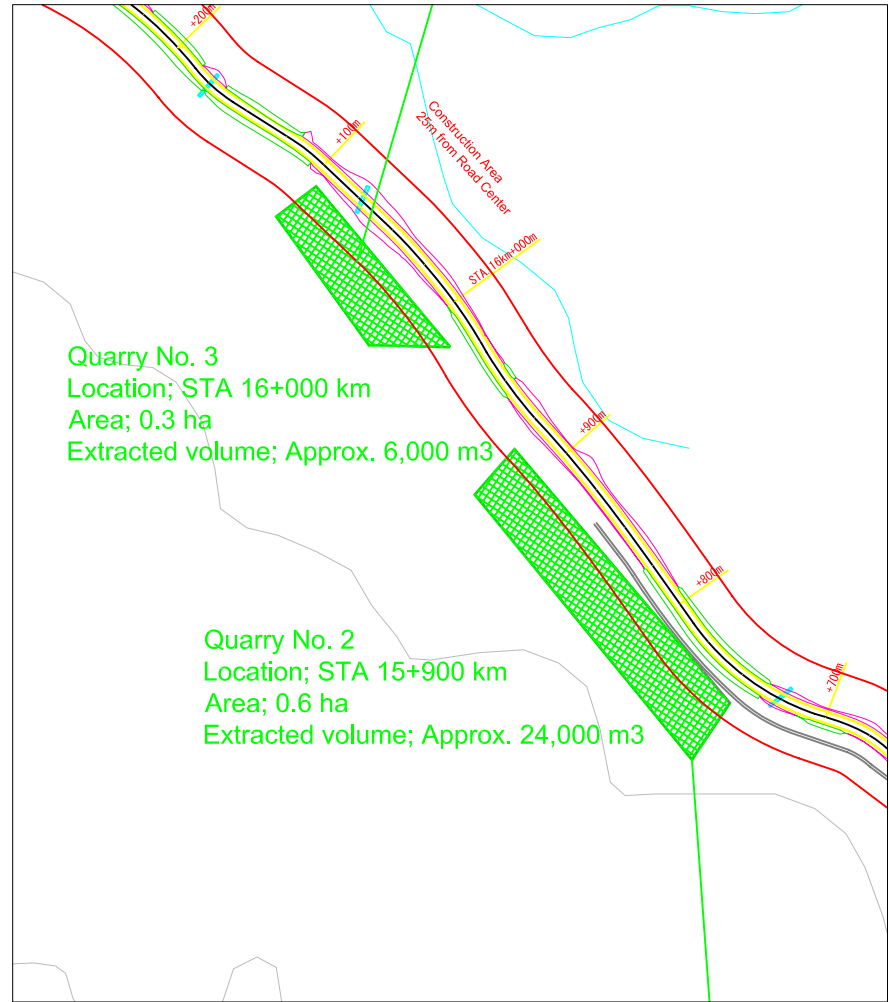 +200m
+100m
Construction Area
25m from Road Center
STA 16km+000m
Quarry No. 3
Location; STA 16+000 km
Area; 0.3 ha
Extracted volume; Approx. 6,000 m3
+900m
+800m
Quarry No. 2
Location; STA 15+900 km
Area; 0.6 ha
Extracted volume; Approx. 24,000 m3
+700m